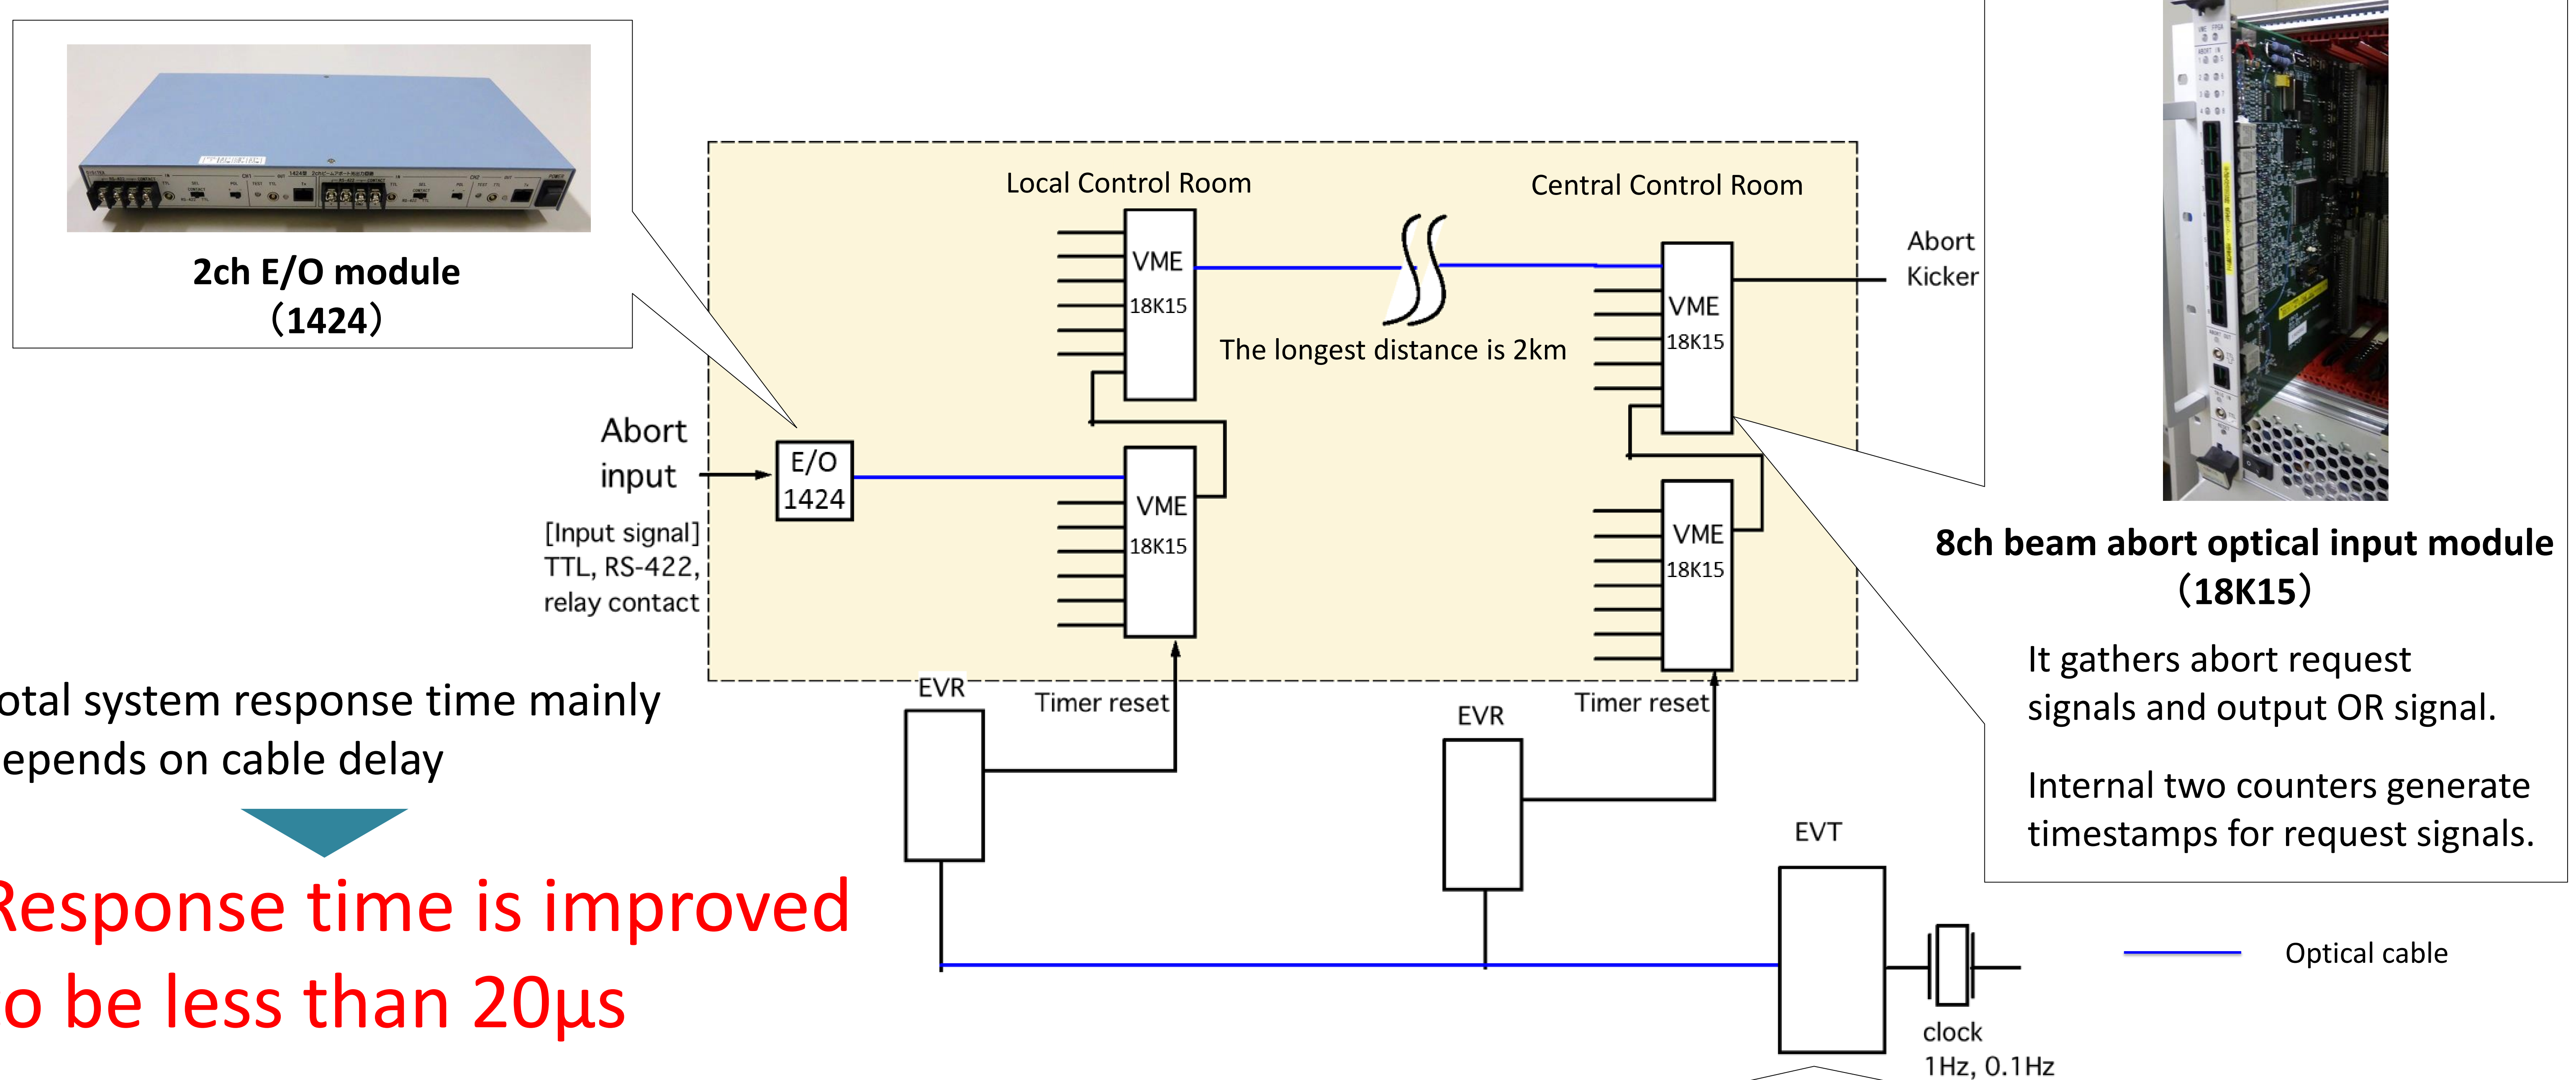 2ch E/O module
（1424）
Local Control Room
Central Control Room
VME
18K15
VME
18K15
Abort
Kicker
The longest distance is 2km
Abort
input
E/O
1424
VME
18K15
VME
18K15
[Input signal]
TTL, RS-422,
relay contact
8ch beam abort optical input module
（18K15）
It gathers abort request
signals and output OR signal.
Internal two counters generate
timestamps for request signals.
otal system response time mainly
epends on cable delay
Response time is improved
o be less than 20μs
EVR
Timer reset
EVR
Timer reset
EVT
Optical cable
clock
1Hz, 0.1Hz